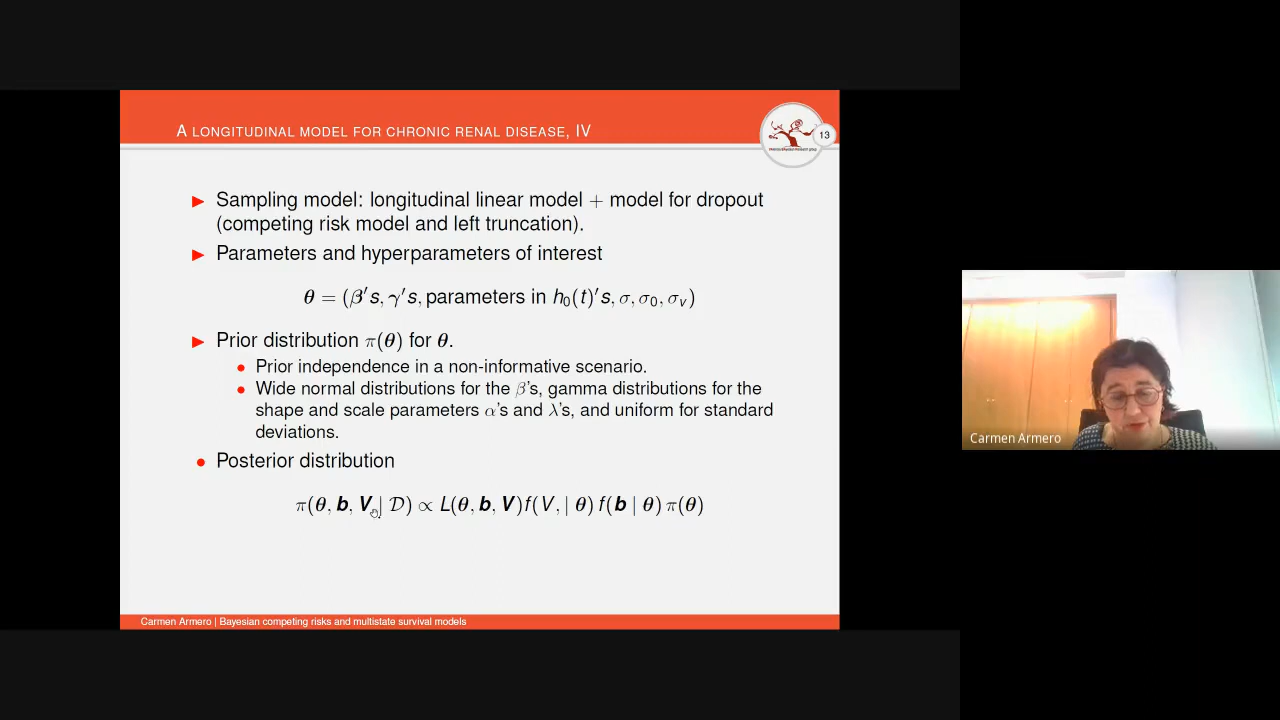 A LONGITUDINAL MODEL FOR CHRONIC RENAL DISEASE, IV
13
Sampling model: longitudinal linear model + model for dropout
(competing risk model and left truncation).
Parameters and hyperparameters of interest
θ = (β′s, γ′s, parameters in h₀(t)′s, σ, σ₀, σᵥ)
Prior distribution π(θ) for θ.
Prior independence in a non-informative scenario.
Wide normal distributions for the β's, gamma distributions for the
shape and scale parameters α's and λ's, and uniform for standard
deviations.
Posterior distribution
π(θ, b, V | 𝒟) ∝ L(θ, b, V)f(V, | θ) f(b | θ) π(θ)
Carmen Armero | Bayesian competing risks and multistate survival models
Carmen Armero